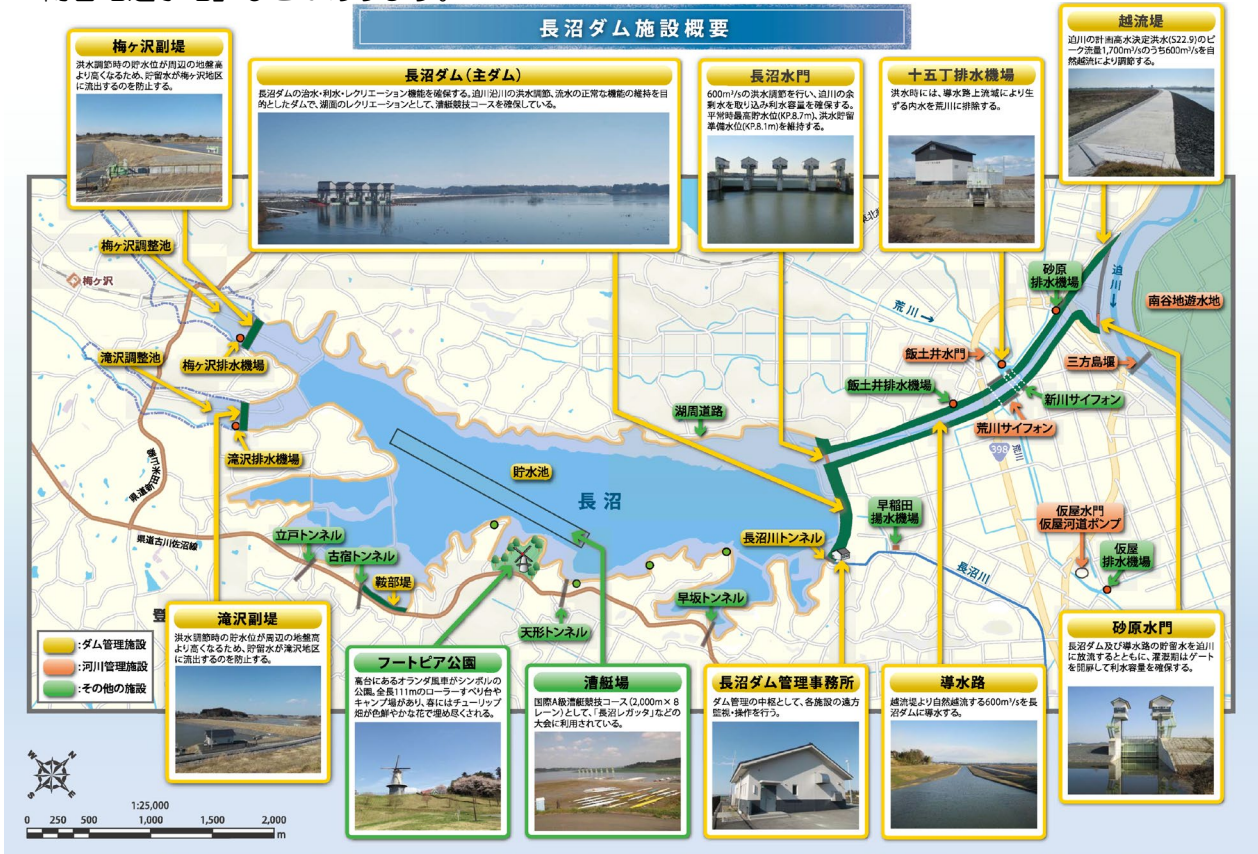 長沼ダム施設概要
梅ヶ沢副堤
洪水調節時の貯水位が周辺の地盤高
より高くなるため、貯留水が梅ヶ沢地区
に流出するのを防止する。
長沼ダム（主ダム）
長沼ダムの治水・利水・レクリエーション機能を確保する。迫川沿川の洪水調節、流水の正常な機能の維持を目
的としたダムで、湖面のレクリエーションとして、漕艇競技コースを確保している。
長沼水門
600m³/sの洪水調節を行い、迫川の余
剰水を取り込み利水容量を確保する。
平常時最高貯水位(KP.8.7m)、洪水貯留
準備水位(KP.8.1m)を維持する。
十五丁排水機場
洪水時には、導水路上流域により生
ずる内水を荒川に排除する。
越流堤
迫川の計画高水決定洪水(S22.9)のピ
ーク流量1,700m³/sのうち600m³/sを自
然越流により調節する。
梅ヶ沢調整池
梅ヶ沢
滝沢調整池
梅ヶ沢排水機場
滝沢排水機場
県道新田米山線
県道古川佐沼線
立戸トンネル
古宿トンネル
鞍部堤
貯水池
長沼
湖周道路
天形トンネル
早坂トンネル
長沼川トンネル
早稲田
揚水機場
長沼川
荒川→
飯土井水門
飯土井排水機場
砂原
排水機場
迫川
南谷地遊水地
三方島堰
新川サイフォン
荒川サイフォン
398
荒川
仮屋水門
仮屋河道ポンプ
仮屋
排水機場
登
:ダム管理施設
:河川管理施設
:その他の施設
滝沢副堤
洪水調節時の貯水位が周辺の地盤高
より高くなるため、貯留水が滝沢地区
に流出するのを防止する。
フートピア公園
高台にあるオランダ風車がシンボルの
公園。全長111mのローラーすべり台や
キャンプ場があり、春にはチューリップ
畑が色鮮やかな花で埋め尽くされる。
漕艇場
国際A級漕艇競技コース(2,000m×8
レーン)として、「長沼レガッタ」などの
大会に利用されている。
長沼ダム管理事務所
ダム管理の中枢として、各施設の遠方
監視・操作を行う。
導水路
越流堤より自然越流する600m³/sを長
沼ダムに導水する。
砂原水門
長沼ダム及び導水路の貯留水を迫川
に放流するとともに、灌漑期はゲート
を開扉して利水容量を確保する。
N
E
S
W
1:25,000
0 250 500 1,000 1,500 2,000
m